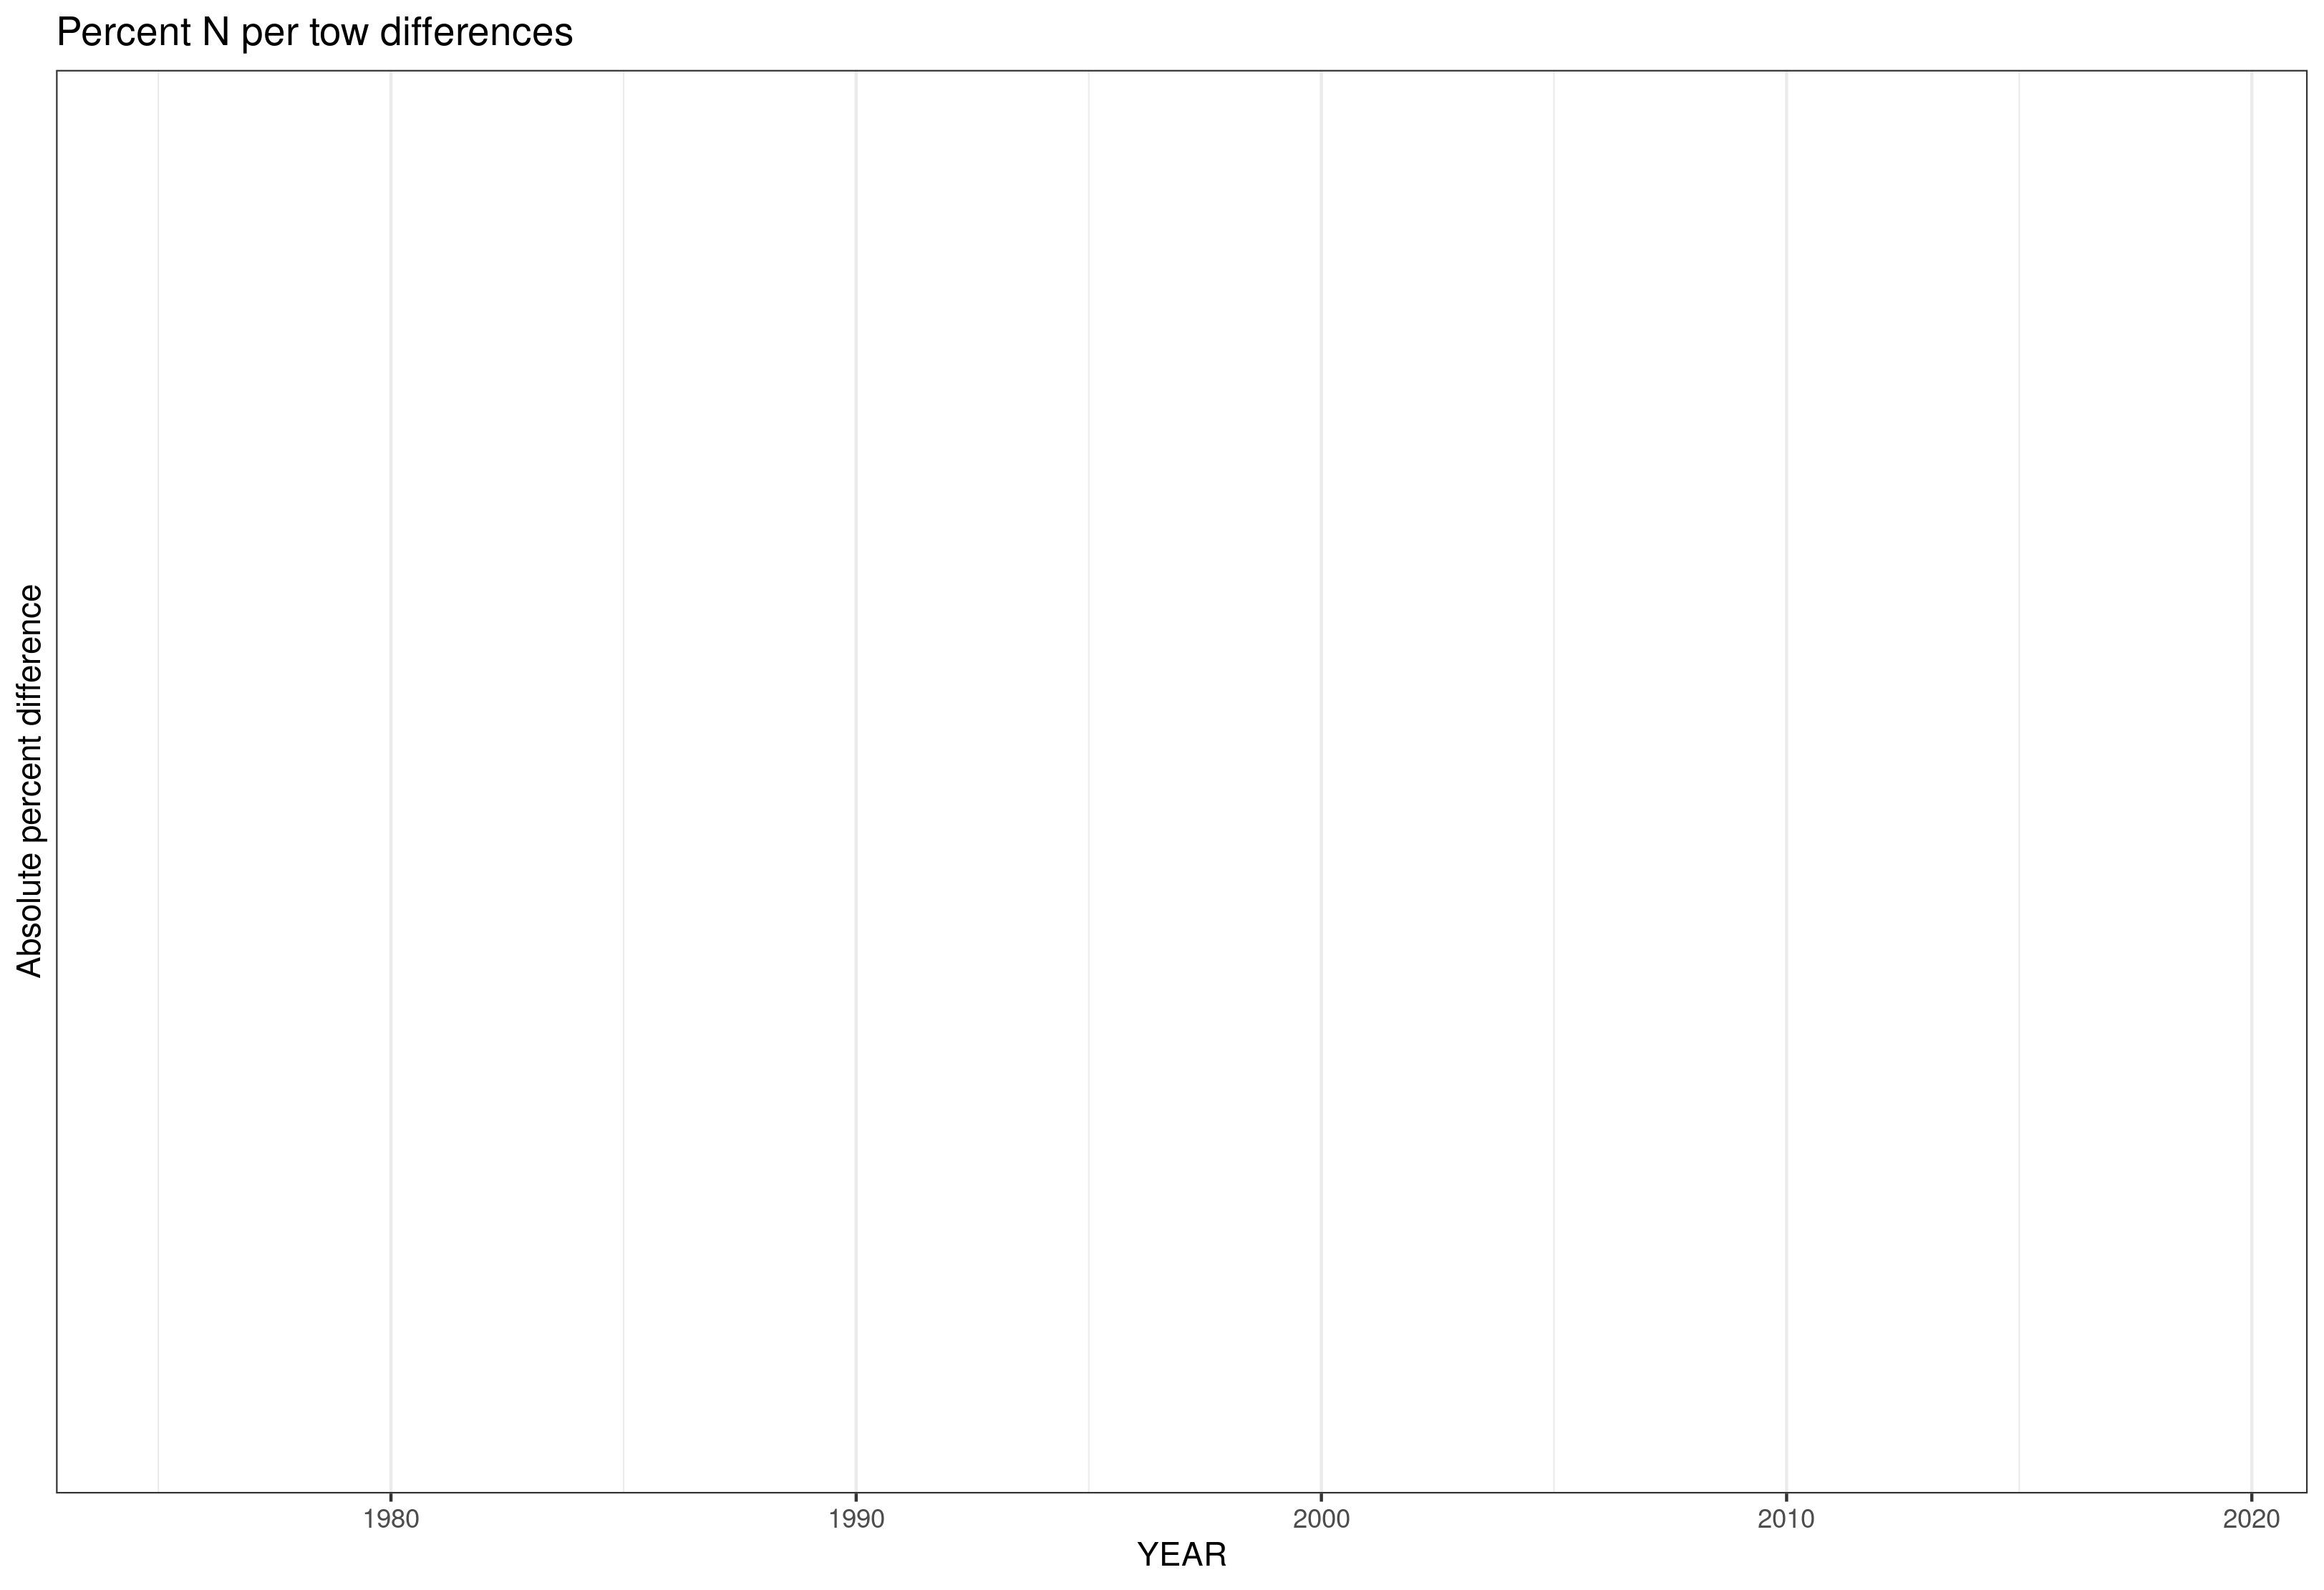 Percent N per tow differences
Absolute percent difference
1980
1990
2000
2010
2020
YEAR